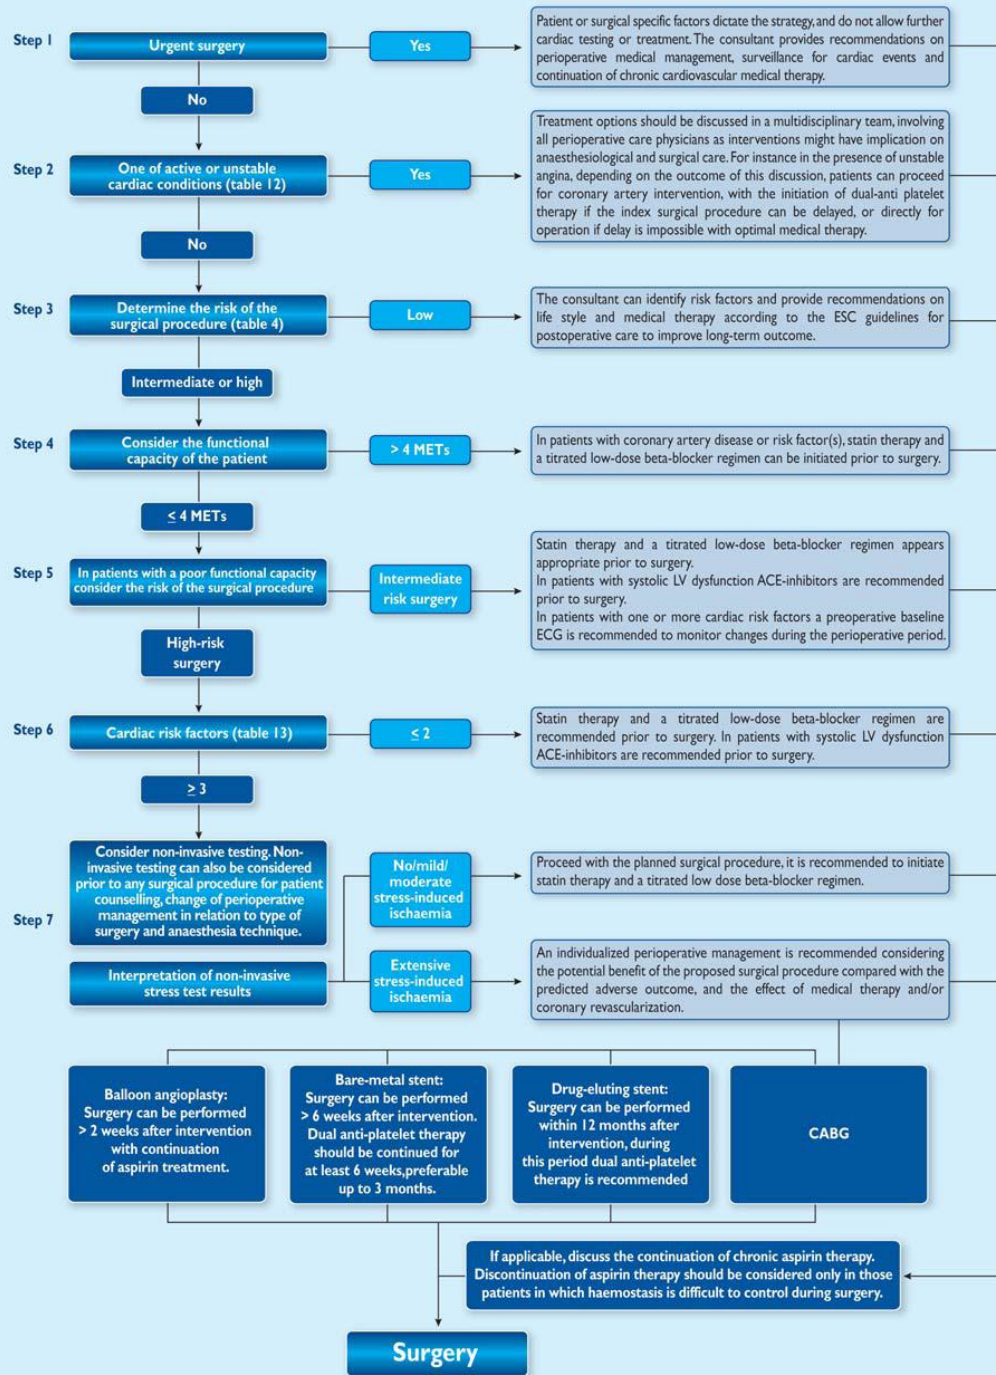 Step 1
Urgent surgery
Yes
Patient or surgical specific factors dictate the strategy, and do not allow further
cardiac testing or treatment. The consultant provides recommendations on
perioperative medical management, surveillance for cardiac events and
continuation of chronic cardiovascular medical therapy.
No
Step 2
One of active or unstable
cardiac conditions (table 12)
Yes
Treatment options should be discussed in a multidisciplinary team, involving
all perioperative care physicians as interventions might have implication on
anaesthesiological and surgical care. For instance in the presence of unstable
angina, depending on the outcome of this discussion, patients can proceed
for coronary artery intervention, with the initiation of dual-anti platelet
therapy if the index surgical procedure can be delayed, or directly for
operation if delay is impossible with optimal medical therapy.
No
Step 3
Determine the risk of the
surgical procedure (table 4)
Low
The consultant can identify risk factors and provide recommendations on
life style and medical therapy according to the ESC guidelines for
postoperative care to improve long-term outcome.
Intermediate or high
Step 4
Consider the functional
capacity of the patient
> 4 METs
In patients with coronary artery disease or risk factor(s), statin therapy and
a titrated low-dose beta-blocker regimen can be initiated prior to surgery.
≤ 4 METs
Step 5
In patients with a poor functional capacity
consider the risk of the surgical procedure
Intermediate
risk surgery
Statin therapy and a titrated low-dose beta-blocker regimen appears
appropriate prior to surgery.
In patients with systolic LV dysfunction ACE-inhibitors are recommended
prior to surgery.
In patients with one or more cardiac risk factors a preoperative baseline
ECG is recommended to monitor changes during the perioperative period.
High-risk
surgery
Step 6
Cardiac risk factors (table 13)
≤ 2
Statin therapy and a titrated low-dose beta-blocker regimen are
recommended prior to surgery. In patients with systolic LV dysfunction
ACE-inhibitors are recommended prior to surgery.
≥ 3
Step 7
Consider non-invasive testing. Non-
invasive testing can also be considered
prior to any surgical procedure for patient
counselling, change of perioperative
management in relation to type of
surgery and anaesthesia technique.
No/mild/
moderate
stress-induced
ischaemia
Proceed with the planned surgical procedure, it is recommended to initiate
statin therapy and a titrated low dose beta-blocker regimen.
Interpretation of non-invasive
stress test results
Extensive
stress-induced
ischaemia
An individualized perioperative management is recommended considering
the potential benefit of the proposed surgical procedure compared with the
predicted adverse outcome, and the effect of medical therapy and/or
coronary revascularization.
Balloon angioplasty:
Surgery can be performed
> 2 weeks after intervention
with continuation
of aspirin treatment.
Bare-metal stent:
Surgery can be performed
> 6 weeks after intervention.
Dual anti-platelet therapy
should be continued for
at least 6 weeks,preferable
up to 3 months.
Drug-eluting stent:
Surgery can be performed
within 12 months after
intervention, during
this period dual anti-platelet
therapy is recommended
CABG
If applicable, discuss the continuation of chronic aspirin therapy.
Discontinuation of aspirin therapy should be considered only in those
patients in which haemostasis is difficult to control during surgery.
Surgery